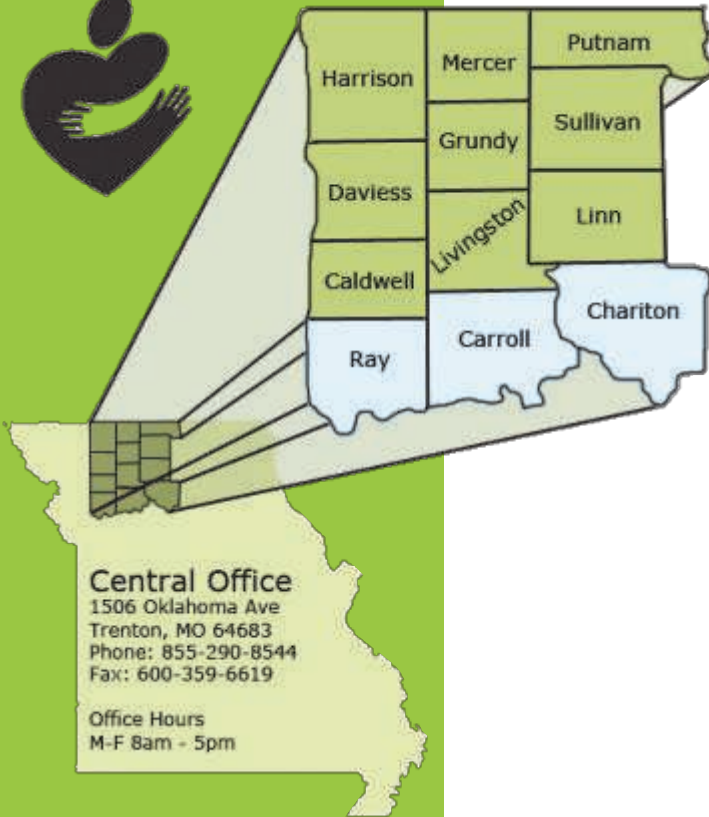 Putnam
Mercer
Harrison
Sullivan
Grundy
Daviess
Linn
Livingston
Caldwell
Chariton
Carroll
Ray
Central Office
1506 Oklahoma Ave
Trenton, MO 64683
Phone: 855-290-8544
Fax: 600-359-6619
Office Hours
M-F 8am - 5pm